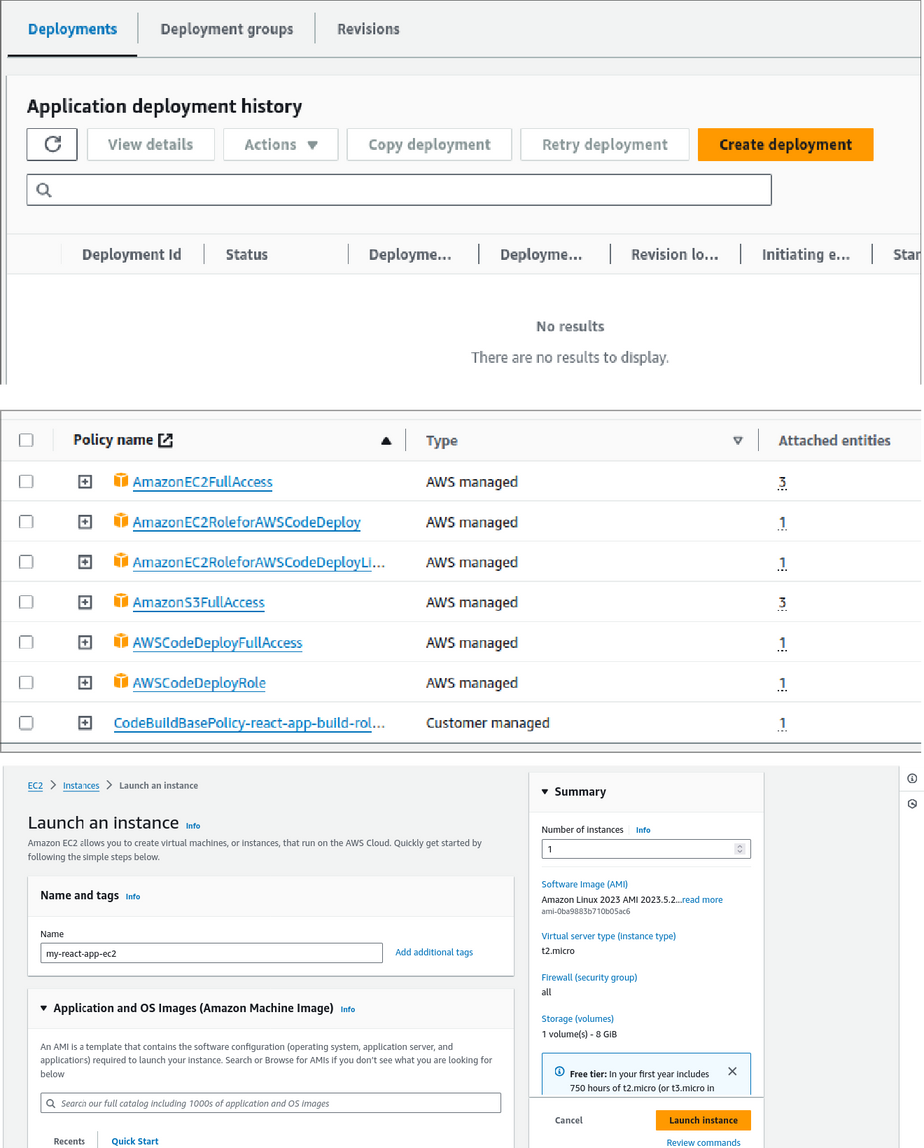 Deployments Deployment groups Revisions
Application deployment history
View details Actions Copy deployment Retry deployment Create deployment
Deployment Id Status Deployme... Deployme... Revision lo... Initiating e... Star
No results
There are no results to display.
Policy name Type Attached entities
AmazonEC2FullAccess AWS managed 3
AmazonEC2RoleforAWSCodeDeploy AWS managed 1
AmazonEC2RoleforAWSCodeDeployLi... AWS managed 1
AmazonS3FullAccess AWS managed 3
AWSCodeDeployFullAccess AWS managed 1
AWSCodeDeployRole AWS managed 1
CodeBuildBasePolicy-react-app-build-rol... Customer managed 1
EC2 > Instances > Launch an instance
Launch an instance Info
Amazon EC2 allows you to create virtual machines, or instances, that run on the AWS Cloud. Quickly get started by
following the simple steps below.
Name and tags Info
Name
my-react-app-ec2 Add additional tags
Application and OS Images (Amazon Machine Image) Info
An AMI is a template that contains the software configuration (operating system, application server, and
applications) required to launch your instance. Search or Browse for AMIs if you don't see what you are looking for
below
Search our full catalog including 1000s of application and OS images
Recents Quick Start
Summary
Number of instances Info
1
Software Image (AMI)
Amazon Linux 2023 AMI 2023.5.2...read more
ami-0ba9883b710b05ac6
Virtual server type (instance type)
t2.micro
Firewall (security group)
all
Storage (volumes)
1 volume(s) - 8 GiB
Free tier: In your first year includes
750 hours of t2.micro (or t3.micro in
Cancel Launch instance
Review commands